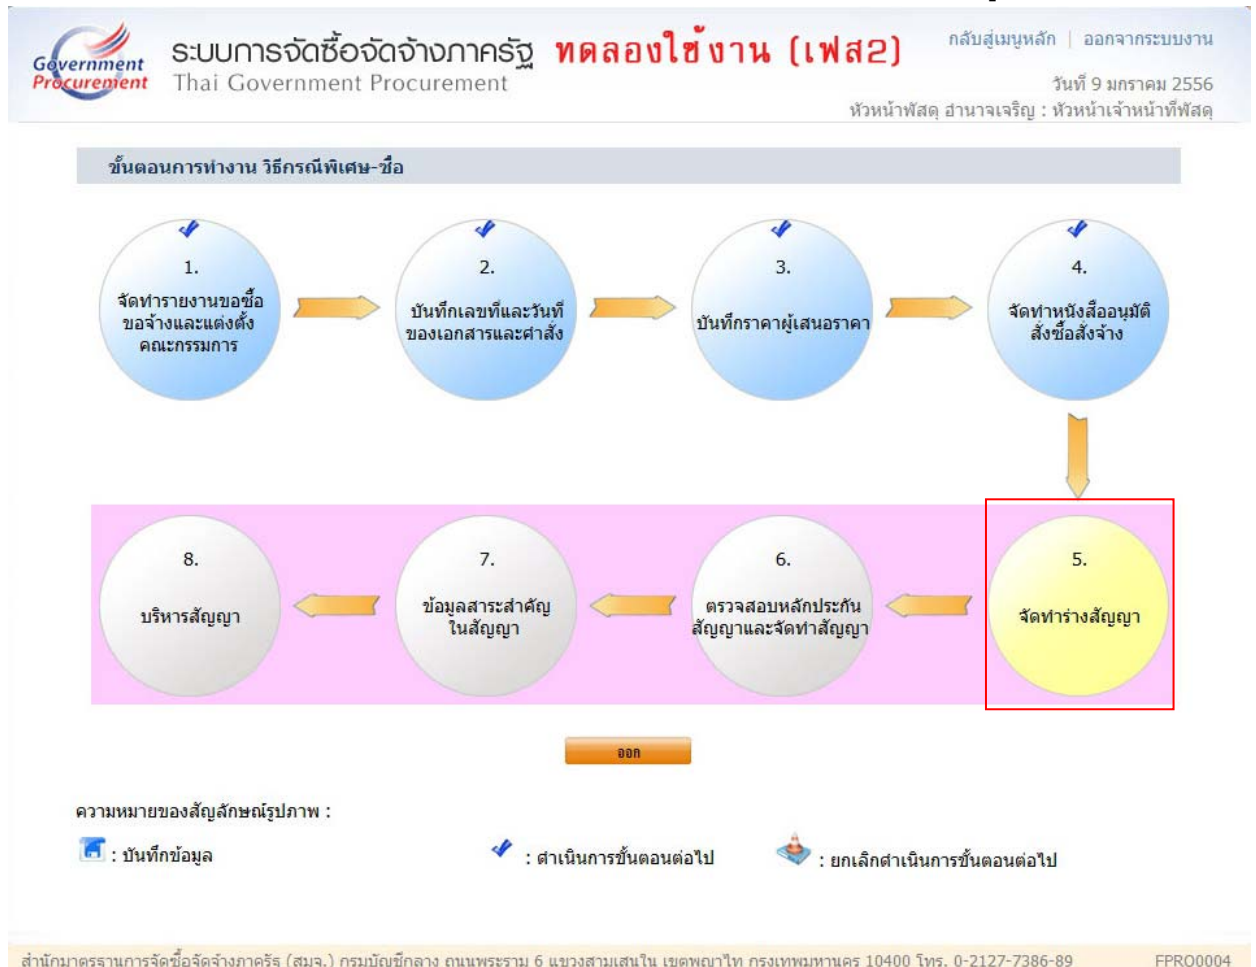 กลับสู่เมนูหลัก | ออกจากระบบงาน
Government
Procurement
ระบบการจัดซื้อจัดจ้างภาครัฐ ทดลองใช้งาน (เฟส2)
Thai Government Procurement
วันที่ 9 มกราคม 2556
หัวหน้าพัสดุ อำนาจเจริญ : หัวหน้าเจ้าหน้าที่พัสดุ
ขั้นตอนการทำงาน วิธีกรณีพิเศษ-ซื้อ
1.
จัดทำรายงานขอซื้อ
ขอจ้างและแต่งตั้ง
คณะกรรมการ
2.
บันทึกเลขที่และวันที่
ของเอกสารและคำสั่ง
3.
บันทึกราคาผู้เสนอราคา
4.
จัดทำหนังสืออนุมัติ
สั่งซื้อสั่งจ้าง
5.
จัดทำร่างสัญญา
6.
ตรวจสอบหลักประกัน
สัญญาและจัดทำสัญญา
7.
ข้อมูลสาระสำคัญ
ในสัญญา
8.
บริหารสัญญา
ออก
ความหมายของสัญลักษณ์รูปภาพ :
: บันทึกข้อมูล
: ดำเนินการขั้นตอนต่อไป
: ยกเลิกดำเนินการขั้นตอนต่อไป
สำนักมาตรฐานการจัดซื้อจัดจ้างภาครัฐ (สมจ.) กรมบัญชีกลาง ถนนพระราม 6 แขวงสามเสนใน เขตพญาไท กรุงเทพมหานคร 10400 โทร. 0-2127-7386-89 FPRO0004